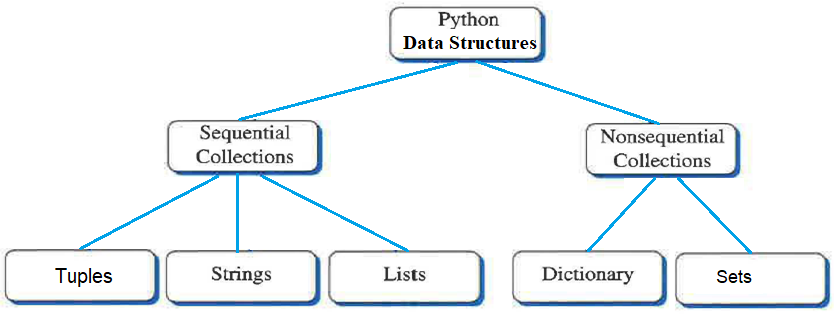 Python
Data Structures
Sequential
Collections
Nonsequential
Collections
Tuples
Strings
Lists
Dictionary
Sets